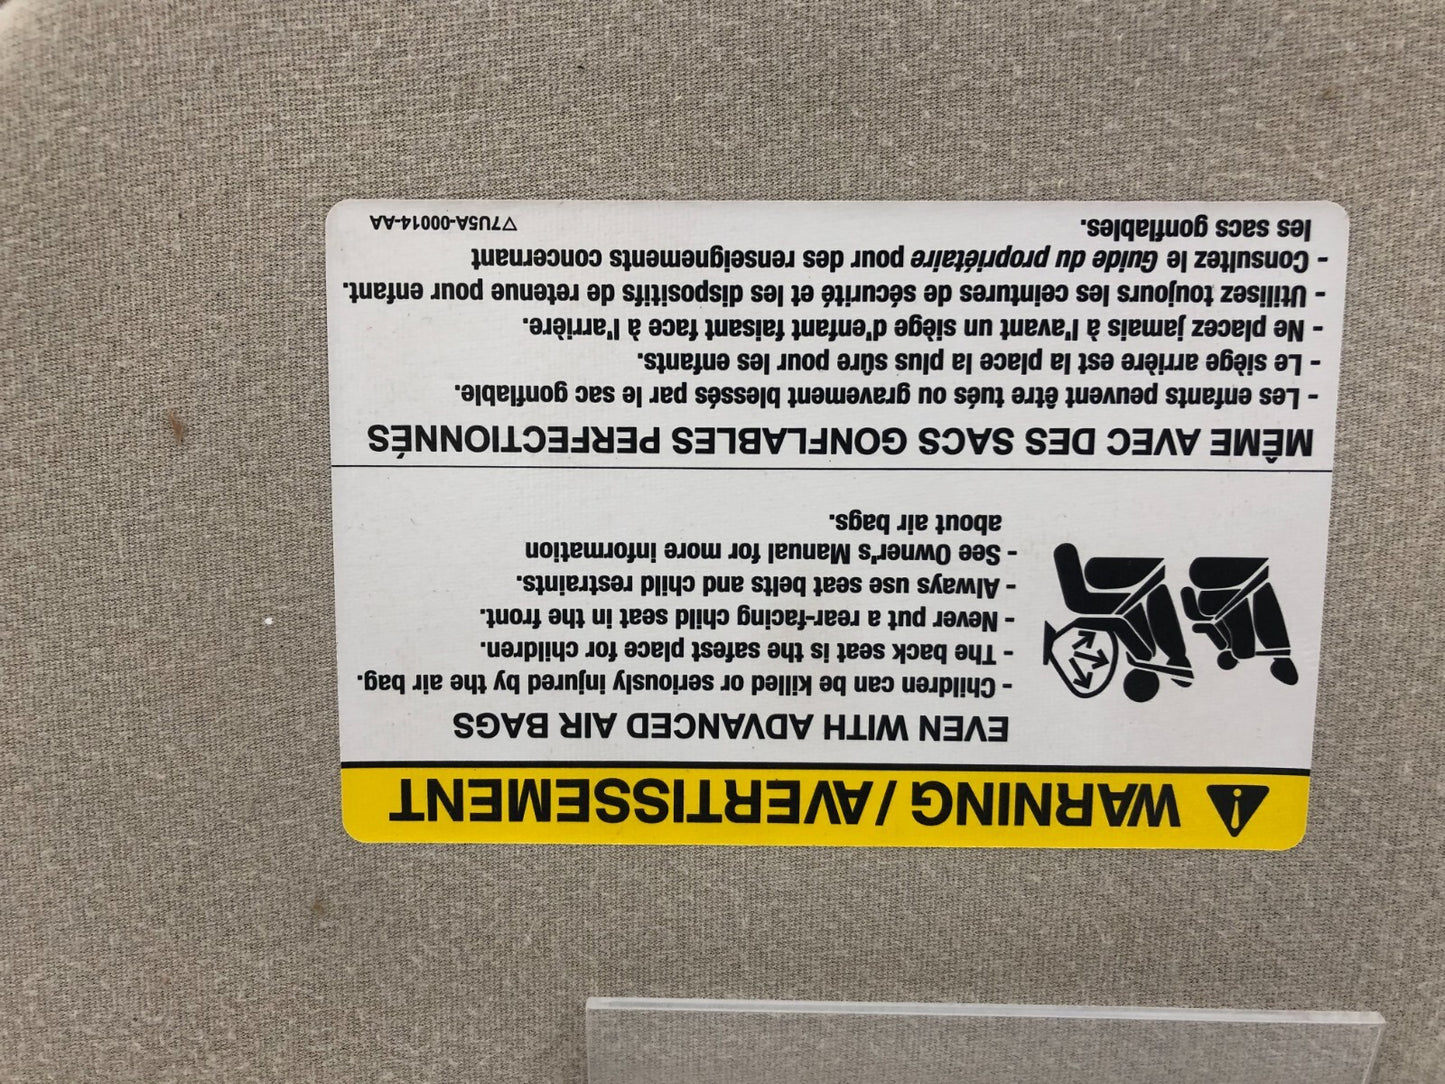 WARNING / AVERTISSEMENT
EVEN WITH ADVANCED AIR BAGS
- Children can be killed or seriously injured by the air bag.
- The back seat is the safest place for children.
- Never put a rear-facing child seat in the front.
- Always use seat belts and child restraints.
- See Owner's Manual for more information
about air bags.
MÊME AVEC DES SACS GONFLABLES PERFECTIONNÉS
- Les enfants peuvent être tués ou gravement blessés par le sac gonflable.
- Le siège arrière est la place la plus sûre pour les enfants.
- Ne placez jamais à l'avant un siège d'enfant faisant face à l'arrière.
- Utilisez toujours les ceintures de sécurité et les dispositifs de retenue pour enfant.
- Consultez le Guide du propriétaire pour des renseignements concernant
les sacs gonflables.
▽7U5A-00014-AA